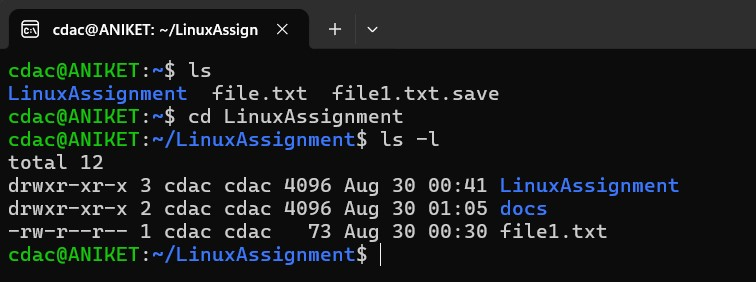 cdac@ANIKET: ~/LinuxAssign
cdac@ANIKET:~$ ls
LinuxAssignment  file.txt  file1.txt.save
cdac@ANIKET:~$ cd LinuxAssignment
cdac@ANIKET:~/LinuxAssignment$ ls -l
total 12
drwxr-xr-x 3 cdac cdac 4096 Aug 30 00:41 LinuxAssignment
drwxr-xr-x 2 cdac cdac 4096 Aug 30 01:05 docs
-rw-r--r-- 1 cdac cdac   73 Aug 30 00:30 file1.txt
cdac@ANIKET:~/LinuxAssignment$